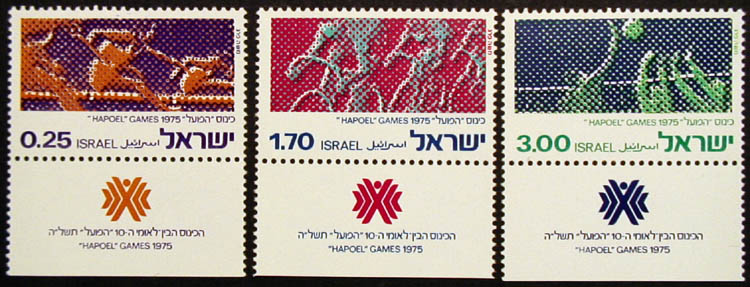 כינוס "הפועל" 1975 HAPOEL" GAMES"
0.25 ISRAEL اسرائيل ישראל
הכינוס הבין־לאומי ה-10 "הפועל" תשל"ה
"HAPOEL" GAMES 1975
כינוס "הפועל" 1975 HAPOEL" GAMES"
1.70 ISRAEL اسرائيل ישראל
הכינוס הבין־לאומי ה-10 "הפועל" תשל"ה
"HAPOEL" GAMES 1975
כינוס "הפועל" 1975 HAPOEL" GAMES"
3.00 ISRAEL اسرائيل ישראל
הכינוס הבין־לאומי ה-10 "הפועל" תשל"ה
"HAPOEL" GAMES 1975